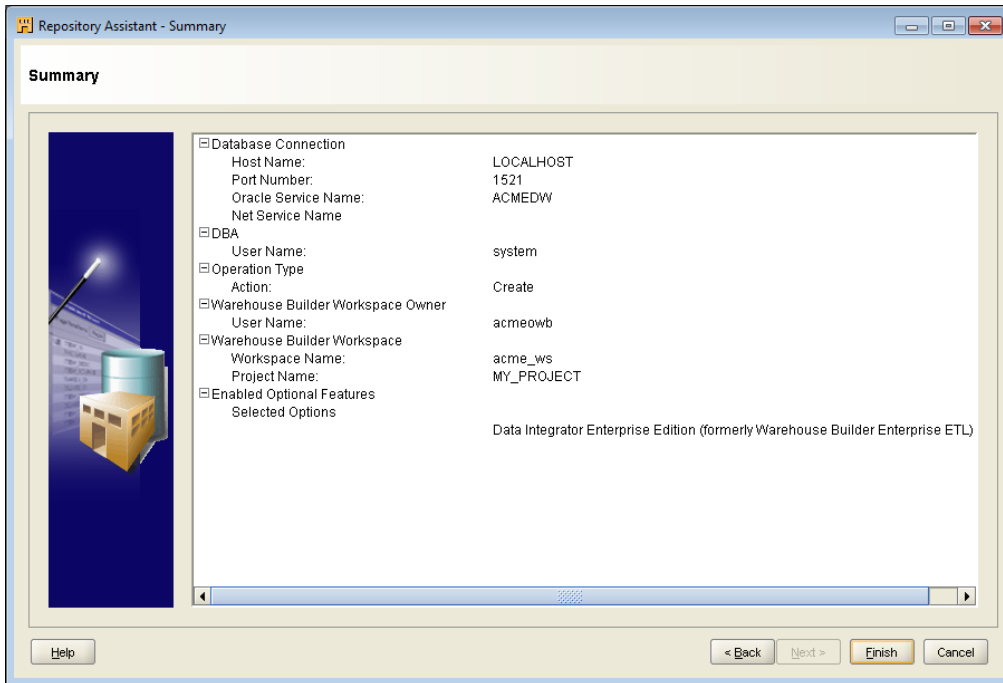 Repository Assistant - Summary
Summary
Database Connection
Host Name: LOCALHOST
Port Number: 1521
Oracle Service Name: ACMEDW
Net Service Name
DBA
User Name: system
Operation Type
Action: Create
Warehouse Builder Workspace Owner
User Name: acmeowb
Warehouse Builder Workspace
Workspace Name: acme_ws
Project Name: MY_PROJECT
Enabled Optional Features
Selected Options
Data Integrator Enterprise Edition (formerly Warehouse Builder Enterprise ETL)
Help < Back Next > Finish Cancel